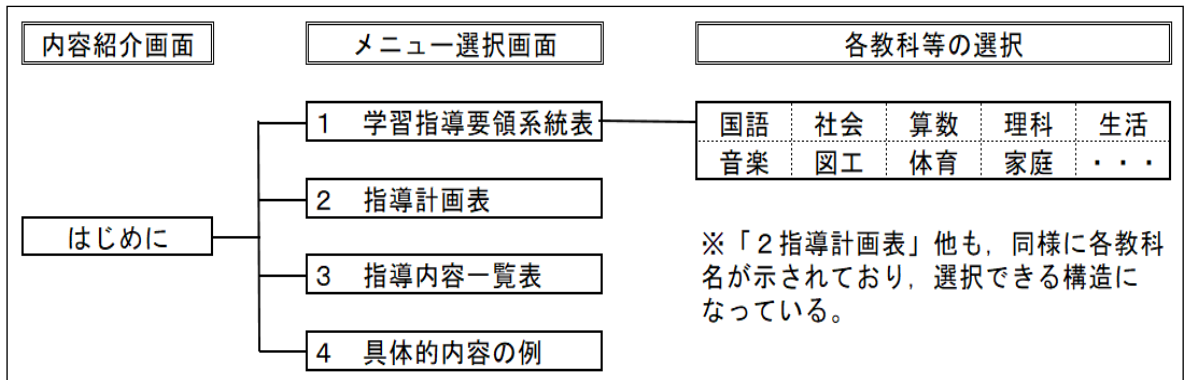 内容紹介画面 メニュー選択画面 各教科等の選択
1 学習指導要領系統表
国語 社会 算数 理科 生活
音楽 図工 体育 家庭 ・・・
2 指導計画表
はじめに
3 指導内容一覧表
4 具体的内容の例
※「２指導計画表」他も，同様に各教科
名が示されており，選択できる構造に
なっている。